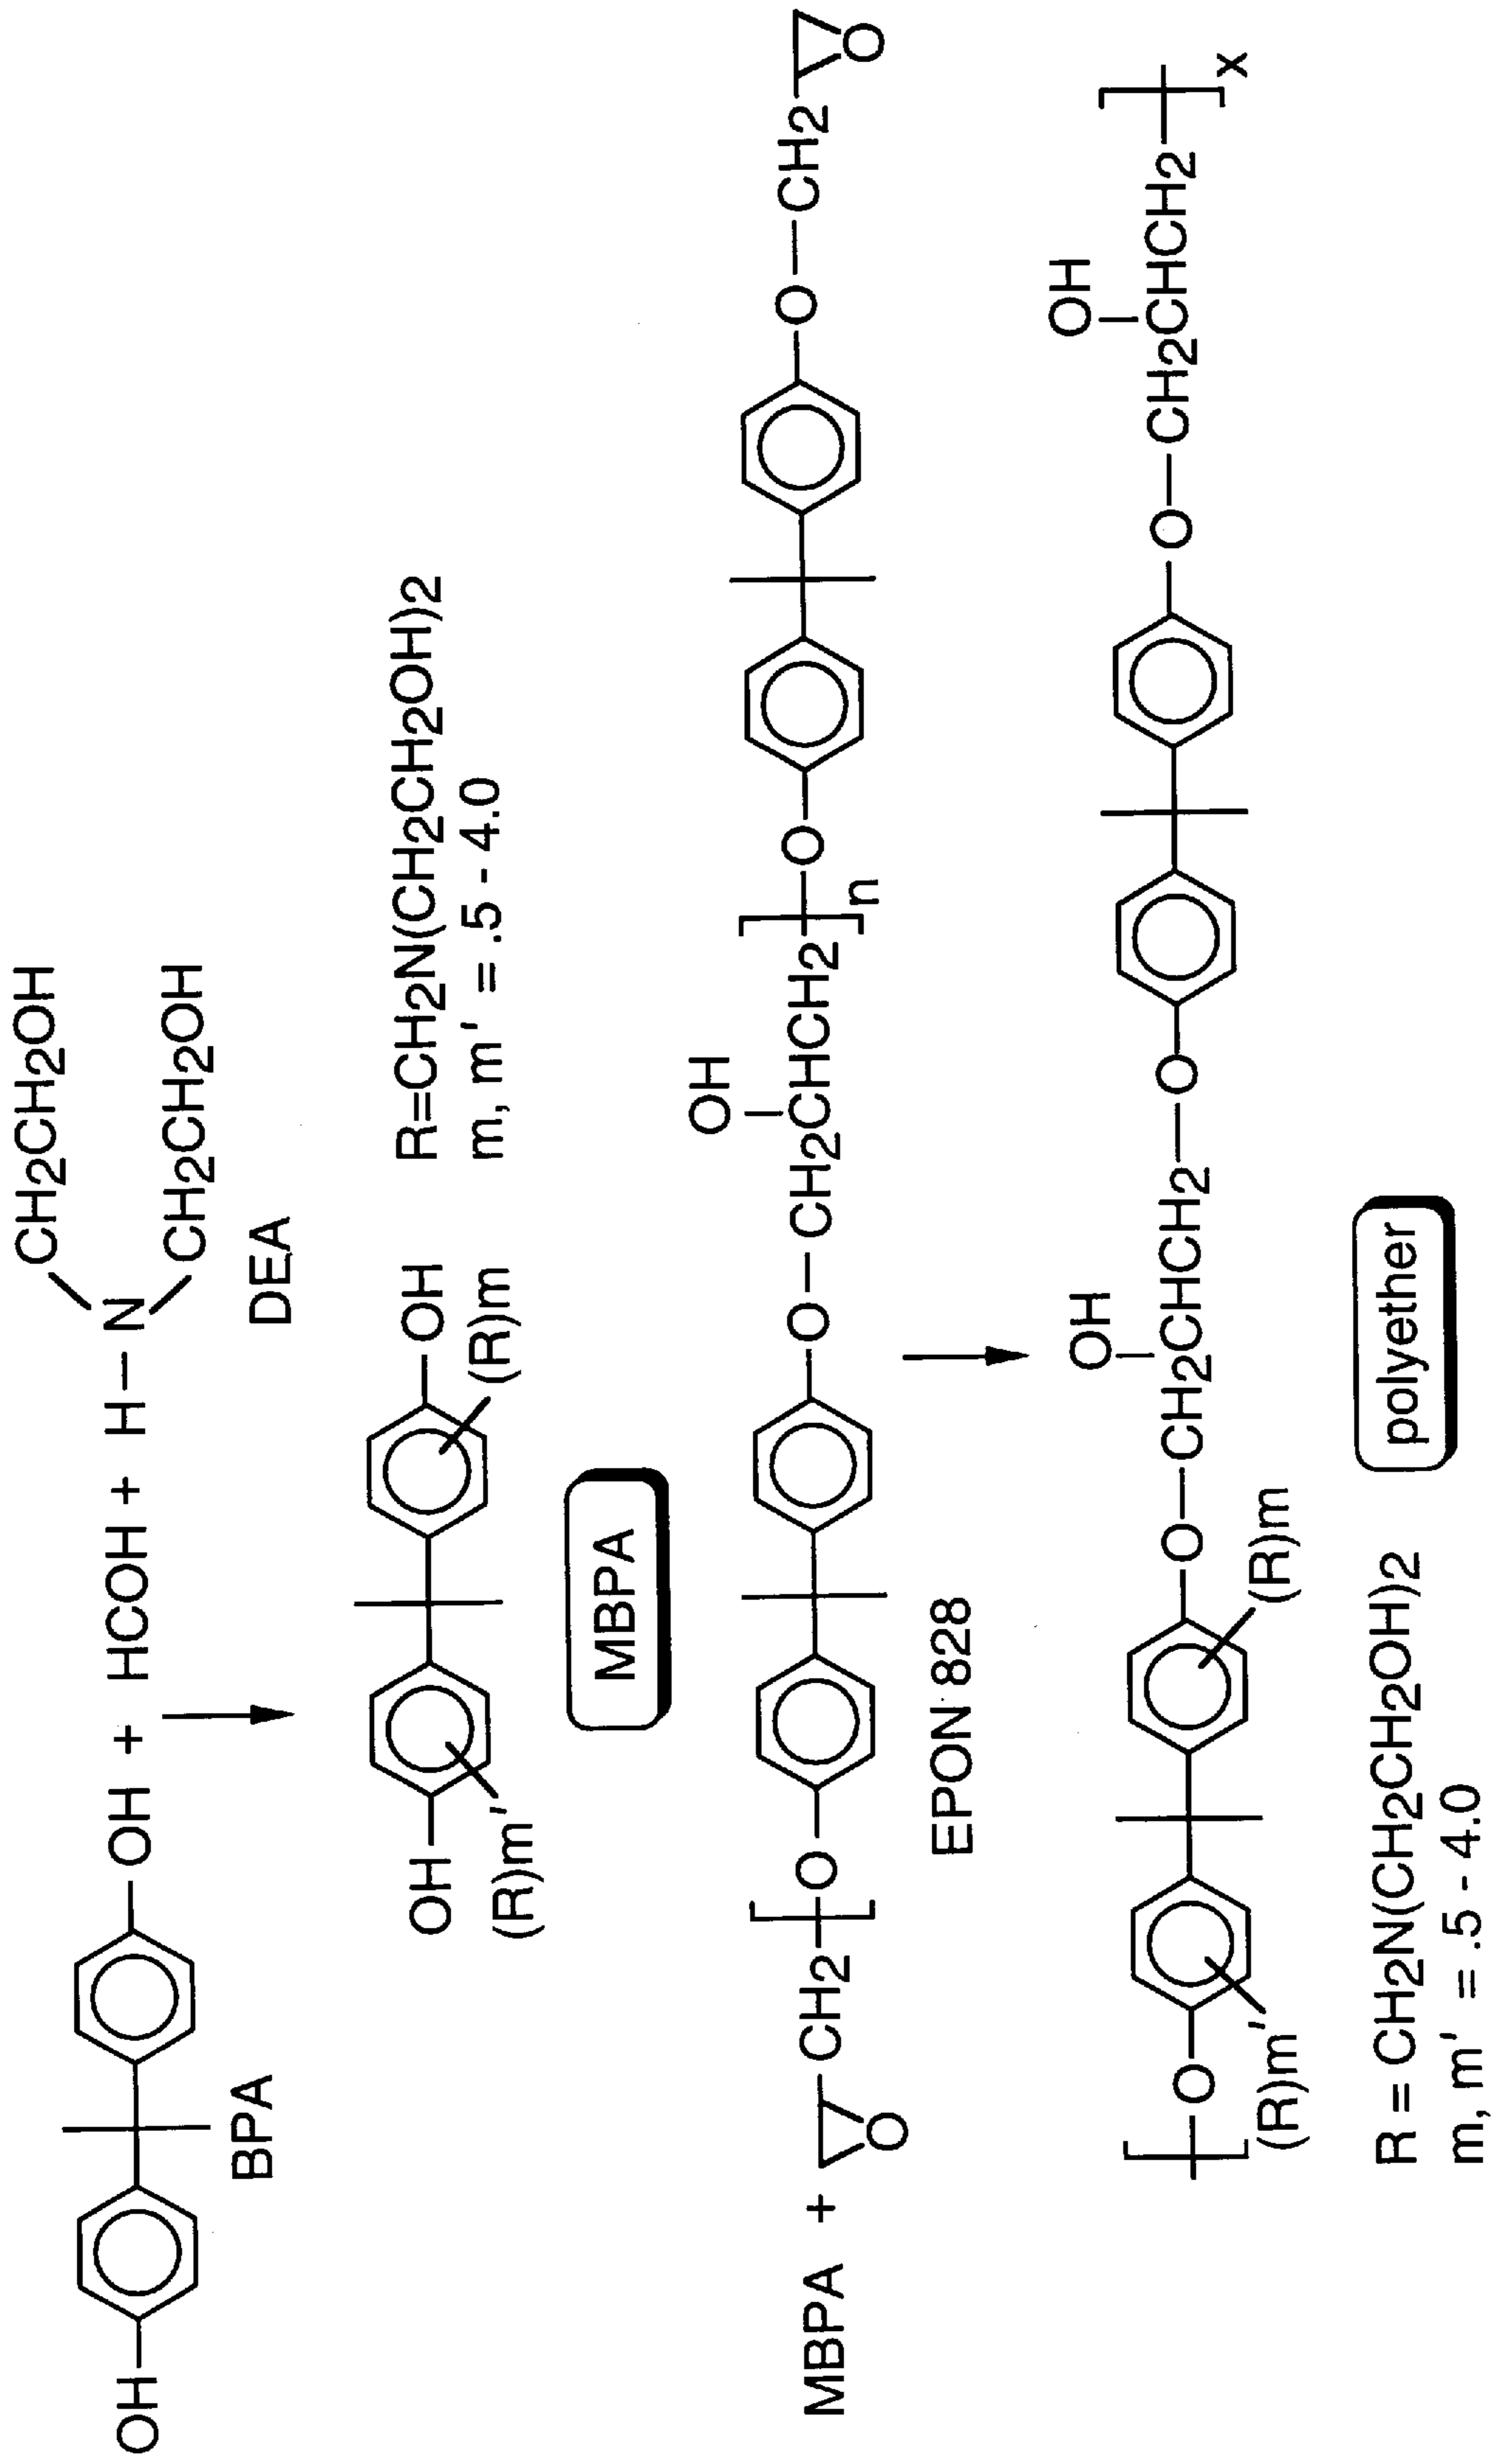 OH OH + HCOH + H N CH2CH2OH
CH2CH2OH
BPA DEA
OH OH
(R)m' (R)m
R=CH2N(CH2CH2OH)2
m, m' = .5 - 4.0
MBPA
OH
MBPA + O CH2 O O CH2CHCH2 n O O CH2 O
EPON 828
OH OH
O O CH2CHCH2 O O CH2CHCH2 x
(R)m' (R)m
R = CH2N(CH2CH2OH)2
m, m' = .5 - 4.0
polyether